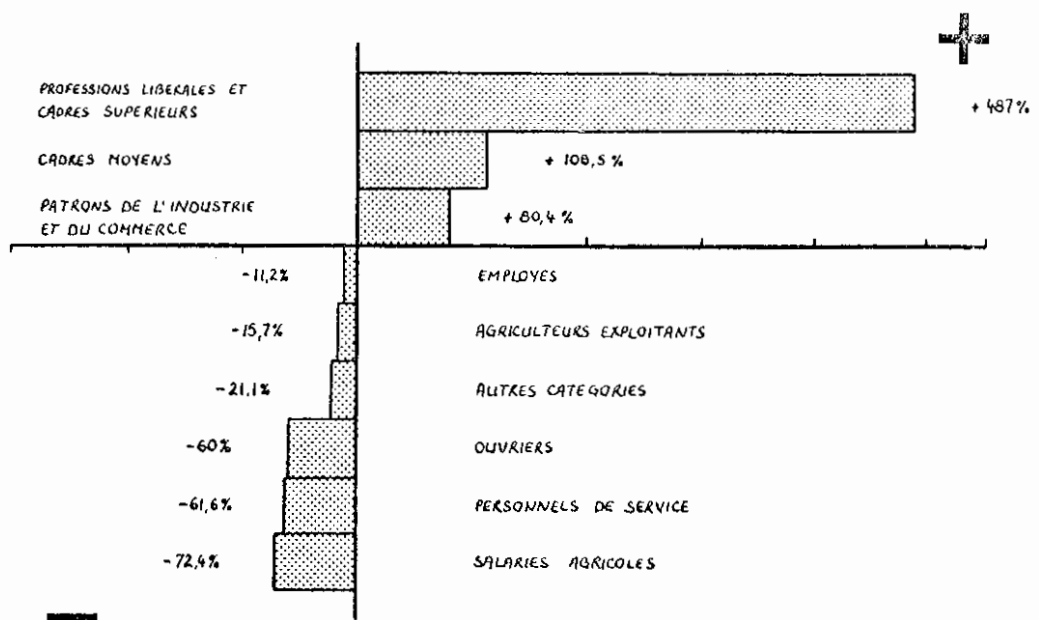 PROFESSIONS LIBERALES ET
CADRES SUPERIEURS
+ 487%
CADRES MOYENS
+ 108,5 %
PATRONS DE L'INDUSTRIE
ET DU COMMERCE
+ 80,4 %
-11,2%
EMPLOYES
-15,7%
AGRICULTEURS EXPLOITANTS
-21,1%
AUTRES CATEGORIES
-60%
OUVRIERS
-61,6%
PERSONNELS DE SERVICE
-72,4%
SALARIES AGRICOLES